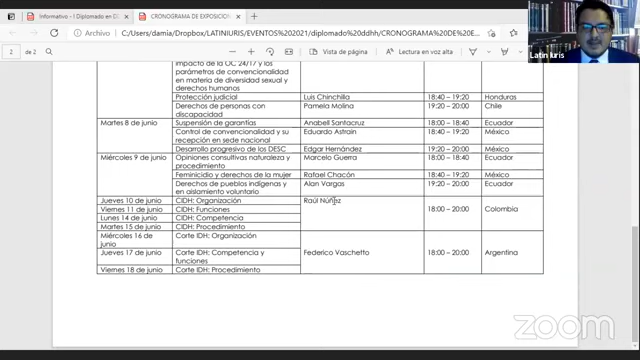 Informativo – I Diplomado en D
CRONOGRAMA DE EXPOSICIO
C:/Users/damia/Dropbox/LATINIURIS/EVENTOS%202021/diplomado%20ddhh/CRONOGRAMA%20DE%20EXPOSI
2 de 2
Vista de página
Lectura en voz alta
Latin Iuris
impacto de la OC 24/17 y los
parámetros de convencionalidad
en materia de diversidad sexual y
derechos humanos
Protección judicial Luis Chinchilla 18:40 – 19:20 Honduras
Derechos de personas con Pamela Molina 19:20 – 20:00 Chile
discapacidad
Martes 8 de junio Suspensión de garantías Anabell Santacruz 18:00 – 18:40 Ecuador
Control de convencionalidad y su Eduardo Astrain 18:40 – 19:20 México
recepción en sede nacional
Desarrollo progresivo de los DESC Edgar Hernández 19:20 – 20:00 México
Miércoles 9 de junio Opiniones consultivas naturaleza y Marcelo Guerra 18:00 – 18:40 Ecuador
procedimiento
Feminicidio y derechos de la mujer Rafael Chacón 18:40 – 19:20 México
Derechos de pueblos indígenas y Alan Vargas 19:20 – 20:00 Ecuador
en aislamiento voluntario
Jueves 10 de junio CIDH: Organización Raúl Núñez
Viernes 11 de junio CIDH: Funciones 18:00 – 20:00 Colombia
Lunes 14 de junio CIDH: Competencia
Martes 15 de junio CIDH: Procedimiento
Miércoles 16 de Corte IDH: Organización
junio
Jueves 17 de junio Corte IDH: Competencia y Federico Vaschetto 18:00 – 20:00 Argentina
funciones
Viernes 18 de junio Corte IDH: Procedimiento
zoom